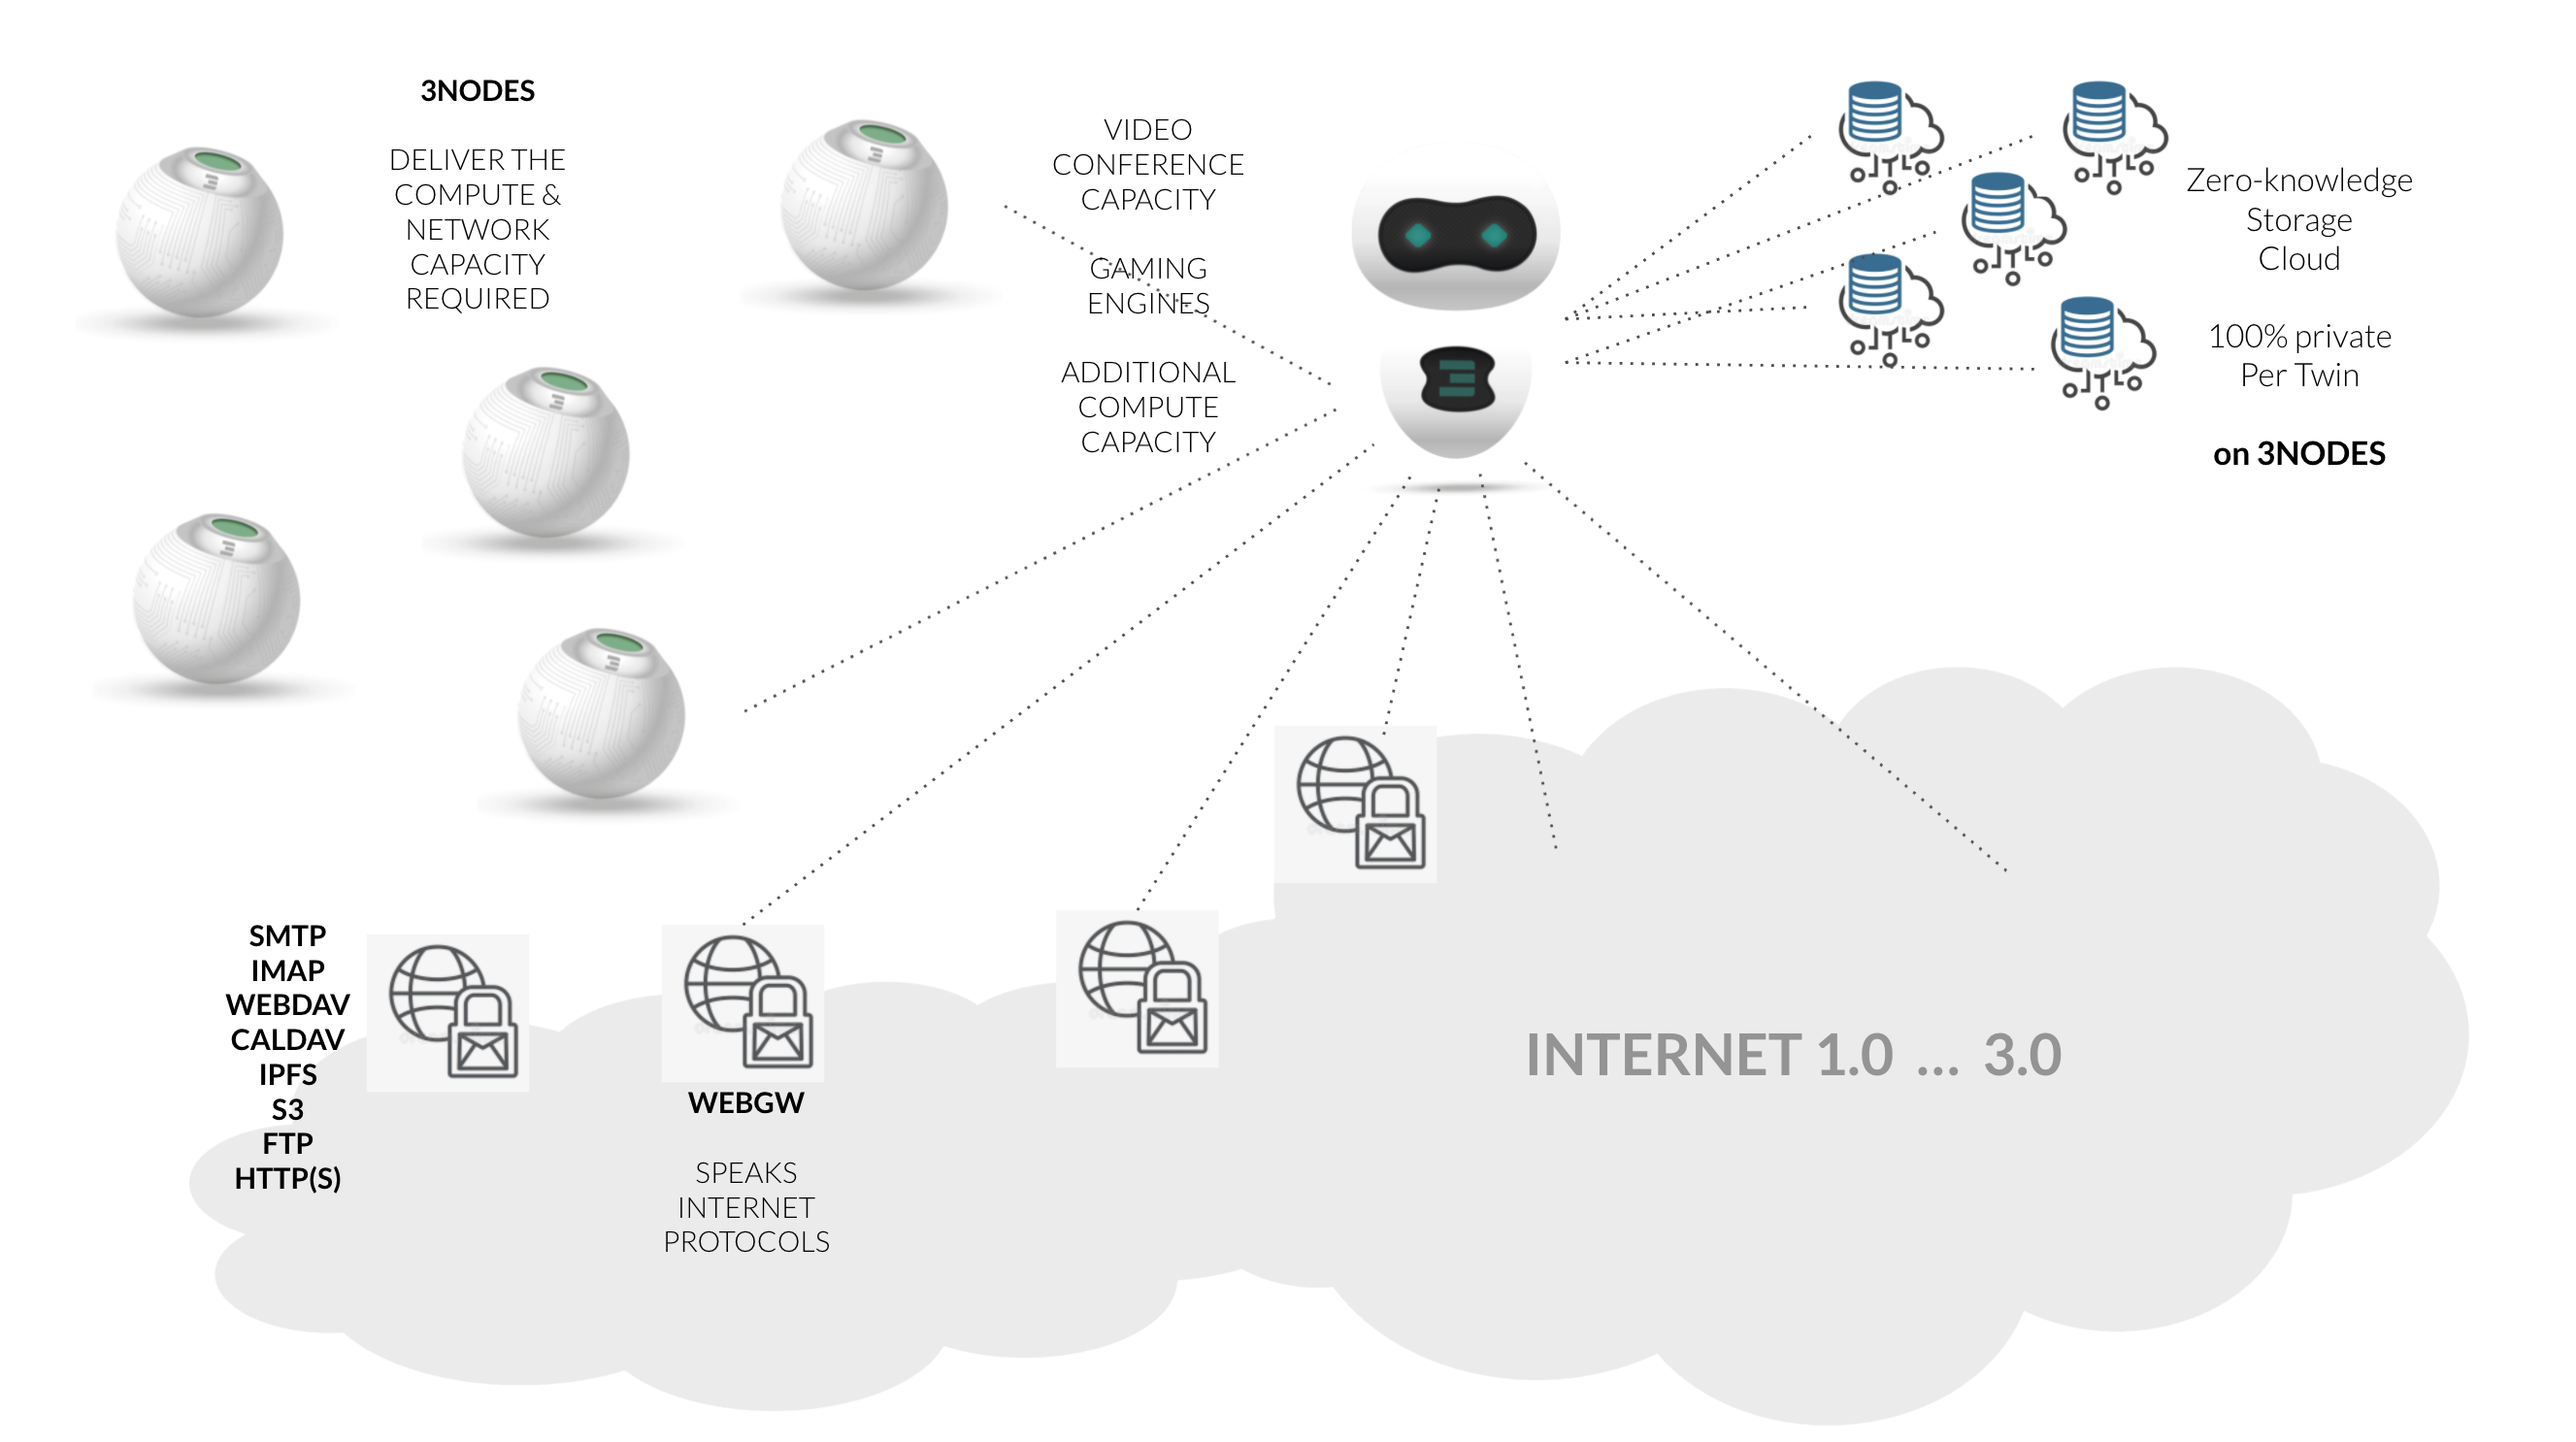 3NODES
DELIVER THE
COMPUTE &
NETWORK
CAPACITY
REQUIRED
VIDEO
CONFERENCE
CAPACITY
GAMING
ENGINES
ADDITIONAL
COMPUTE
CAPACITY
Zero-knowledge
Storage
Cloud
100% private
Per Twin
on 3NODES
SMTP
IMAP
WEBDAV
CALDAV
IPFS
S3
FTP
HTTP(S)
WEBGW
SPEAKS
INTERNET
PROTOCOLS
INTERNET 1.0 ... 3.0